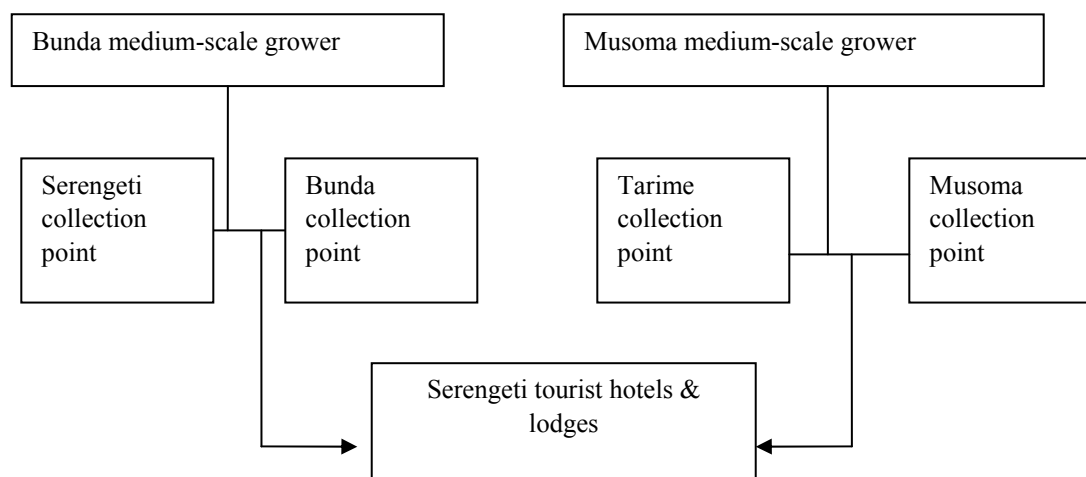 Bunda medium-scale grower
Musoma medium-scale grower
Serengeti
collection
point
Bunda
collection
point
Tarime
collection
point
Musoma
collection
point
Serengeti tourist hotels &
lodges